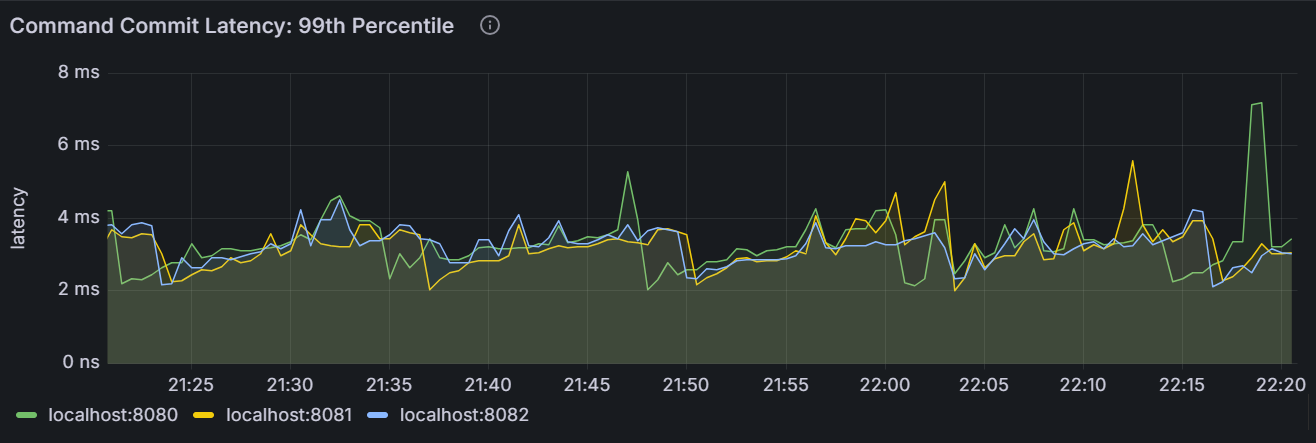 Command Commit Latency: 99th Percentile
8 ms
6 ms
4 ms
2 ms
0 ns
latency
21:25 21:30 21:35 21:40 21:45 21:50 21:55 22:00 22:05 22:10 22:15 22:20
localhost:8080 localhost:8081 localhost:8082